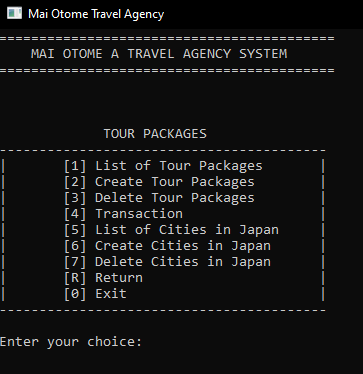 Mai Otome Travel Agency
==========================================
MAI OTOME A TRAVEL AGENCY SYSTEM
==========================================
TOUR PACKAGES
-----------------------------------------
| [1] List of Tour Packages |
| [2] Create Tour Packages |
| [3] Delete Tour Packages |
| [4] Transaction |
| [5] List of Cities in Japan |
| [6] Create Cities in Japan |
| [7] Delete Cities in Japan |
| [R] Return |
| [0] Exit |
-----------------------------------------
Enter your choice: